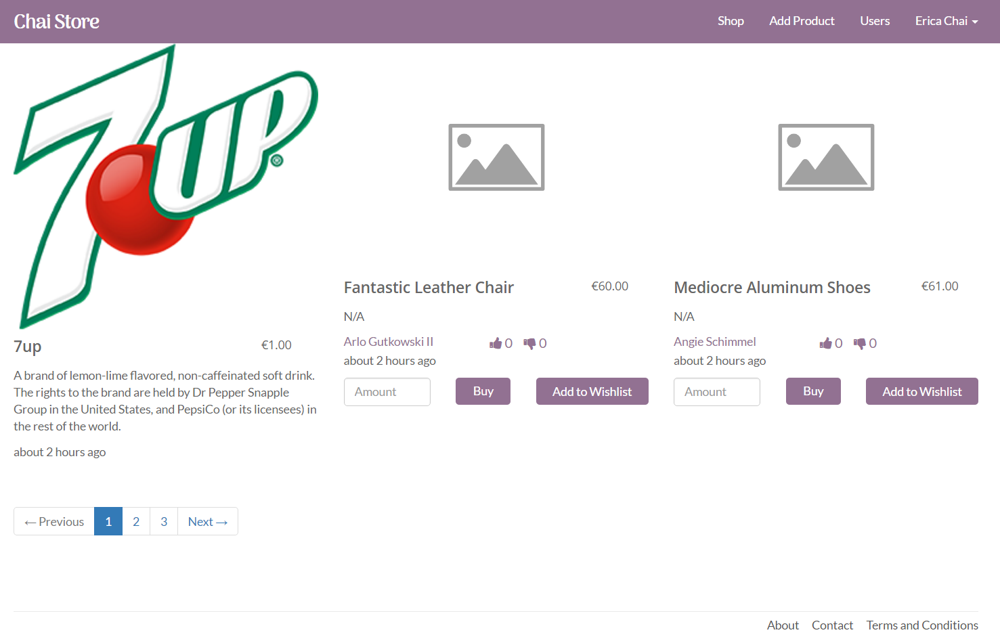 Chai Store
Shop
Add Product
Users
Erica Chai
7UP®
7up
€1.00
A brand of lemon-lime flavored, non-caffeinated soft drink.
The rights to the brand are held by Dr Pepper Snapple
Group in the United States, and PepsiCo (or its licensees) in
the rest of the world.
about 2 hours ago
Fantastic Leather Chair
€60.00
N/A
Arlo Gutkowski II
0
0
about 2 hours ago
Amount
Buy
Add to Wishlist
Mediocre Aluminum Shoes
€61.00
N/A
Angie Schimmel
0
0
about 2 hours ago
Amount
Buy
Add to Wishlist
← Previous
1
2
3
Next →
About
Contact
Terms and Conditions